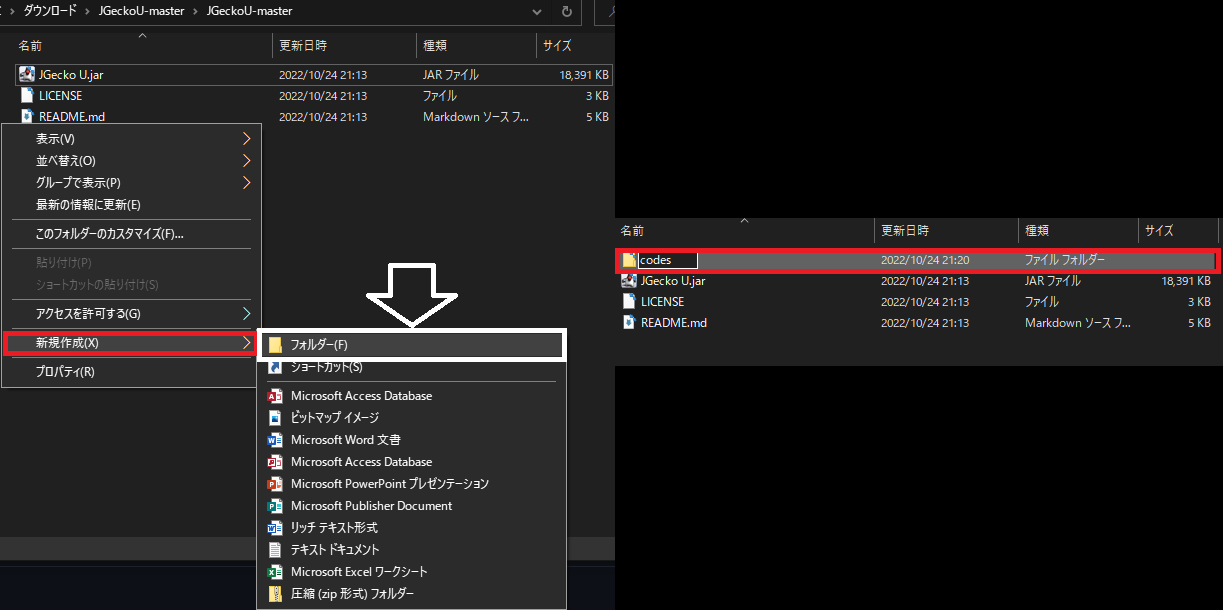 ダウンロード › JGeckoU-master › JGeckoU-master
名前 更新日時 種類 サイズ
JGecko U.jar 2022/10/24 21:13 JAR ファイル 18,391 KB
LICENSE 2022/10/24 21:13 ファイル 3 KB
README.md 2022/10/24 21:13 Markdown ソース フ... 5 KB
表示(V)
並べ替え(O)
グループで表示(P)
最新の情報に更新(E)
このフォルダーのカスタマイズ(F)...
貼り付け(P)
ショートカットの貼り付け(S)
アクセスを許可する(G)
新規作成(X)
プロパティ(R)
フォルダー(F)
ショートカット(S)
Microsoft Access Database
ビットマップ イメージ
Microsoft Word 文書
Microsoft Access Database
Microsoft PowerPoint プレゼンテーション
Microsoft Publisher Document
リッチ テキスト形式
テキスト ドキュメント
Microsoft Excel ワークシート
圧縮 (zip 形式) フォルダー
名前 更新日時 種類 サイズ
codes 2022/10/24 21:20 ファイル フォルダー
JGecko U.jar 2022/10/24 21:13 JAR ファイル 18,391 KB
LICENSE 2022/10/24 21:13 ファイル 3 KB
README.md 2022/10/24 21:13 Markdown ソース フ... 5 KB